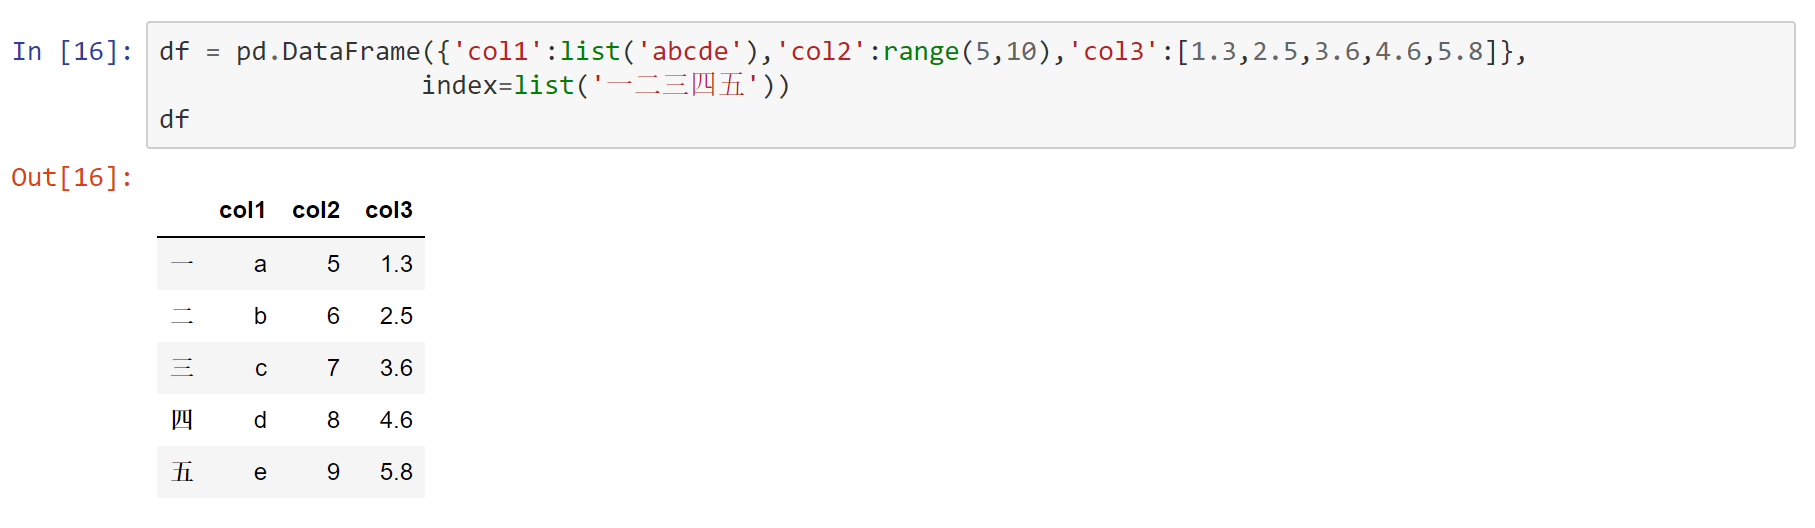 In [16]: df = pd.DataFrame({'col1':list('abcde'),'col2':range(5,10),'col3':[1.3,2.5,3.6,4.6,5.8]},
index=list('一二三四五'))
df
Out[16]:
col1 col2 col3
一 a 5 1.3
二 b 6 2.5
三 c 7 3.6
四 d 8 4.6
五 e 9 5.8